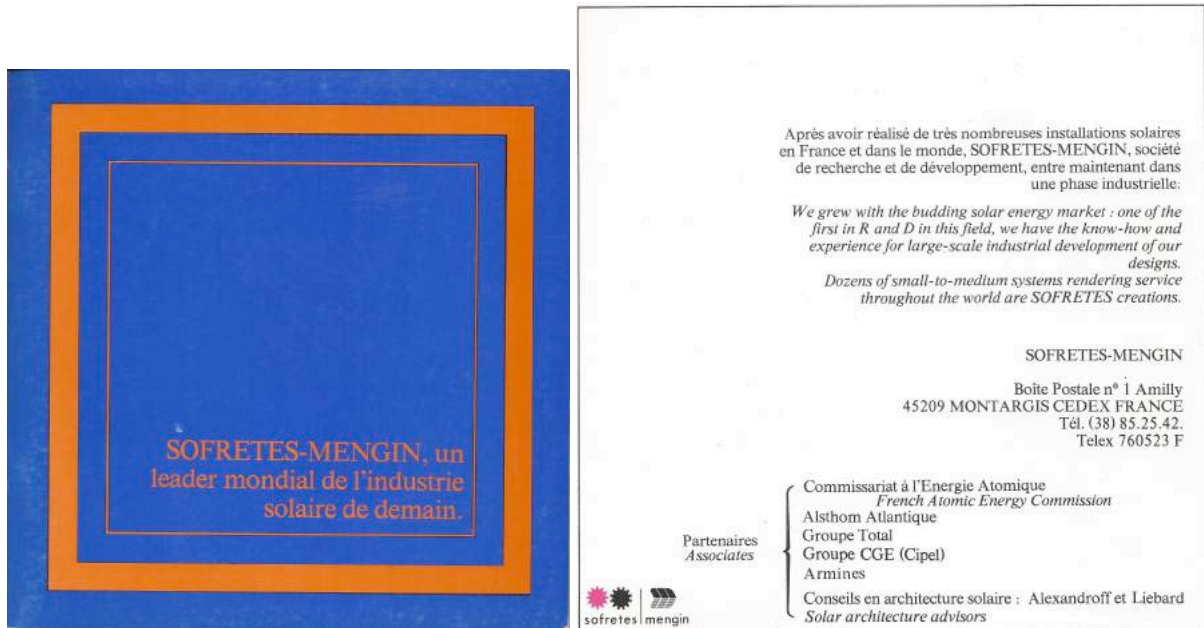 SOFRETES-MENGIN, un
leader mondial de l'industrie
solaire de demain.
Après avoir réalisé de très nombreuses installations solaires
en France et dans le monde, SOFRETES-MENGIN, société
de recherche et de développement, entre maintenant dans
une phase industrielle.
We grew with the budding solar energy market : one of the
first in R and D in this field, we have the know-how and
experience for large-scale industrial development of our
designs.
Dozens of small-to-medium systems rendering service
throughout the world are SOFRETES creations.
SOFRETES-MENGIN
Boîte Postale n° 1 Amilly
45209 MONTARGIS CEDEX FRANCE
Tél. (38) 85.25.42.
Telex 760523 F
Partenaires
Associates
Commissariat à l'Energie Atomique
French Atomic Energy Commission
Alsthom Atlantique
Groupe Total
Groupe CGE (Cipel)
Armines
Conseils en architecture solaire : Alexandroff et Liebard
Solar architecture advisors
sofretes mengin